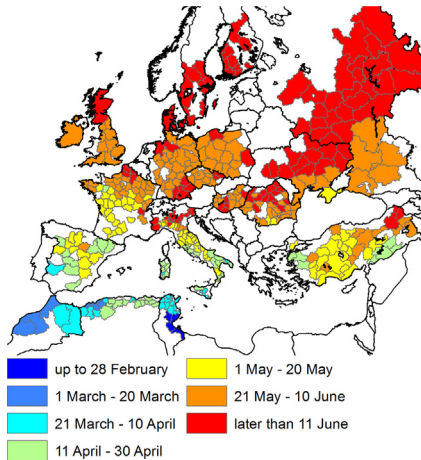 up to 28 February
1 March - 20 March
21 March - 10 April
11 April - 30 April
1 May - 20 May
21 May - 10 June
later than 11 June